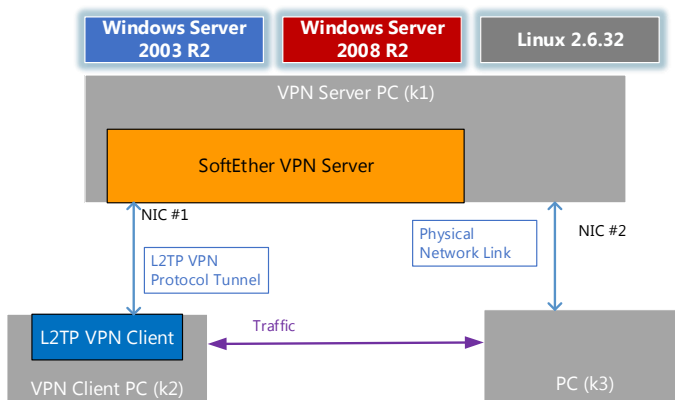 Windows Server
2003 R2
Windows Server
2008 R2
Linux 2.6.32
VPN Server PC (k1)
SoftEther VPN Server
NIC #1
NIC #2
L2TP VPN
Protocol Tunnel
Physical
Network Link
L2TP VPN Client
Traffic
VPN Client PC (k2)
PC (k3)